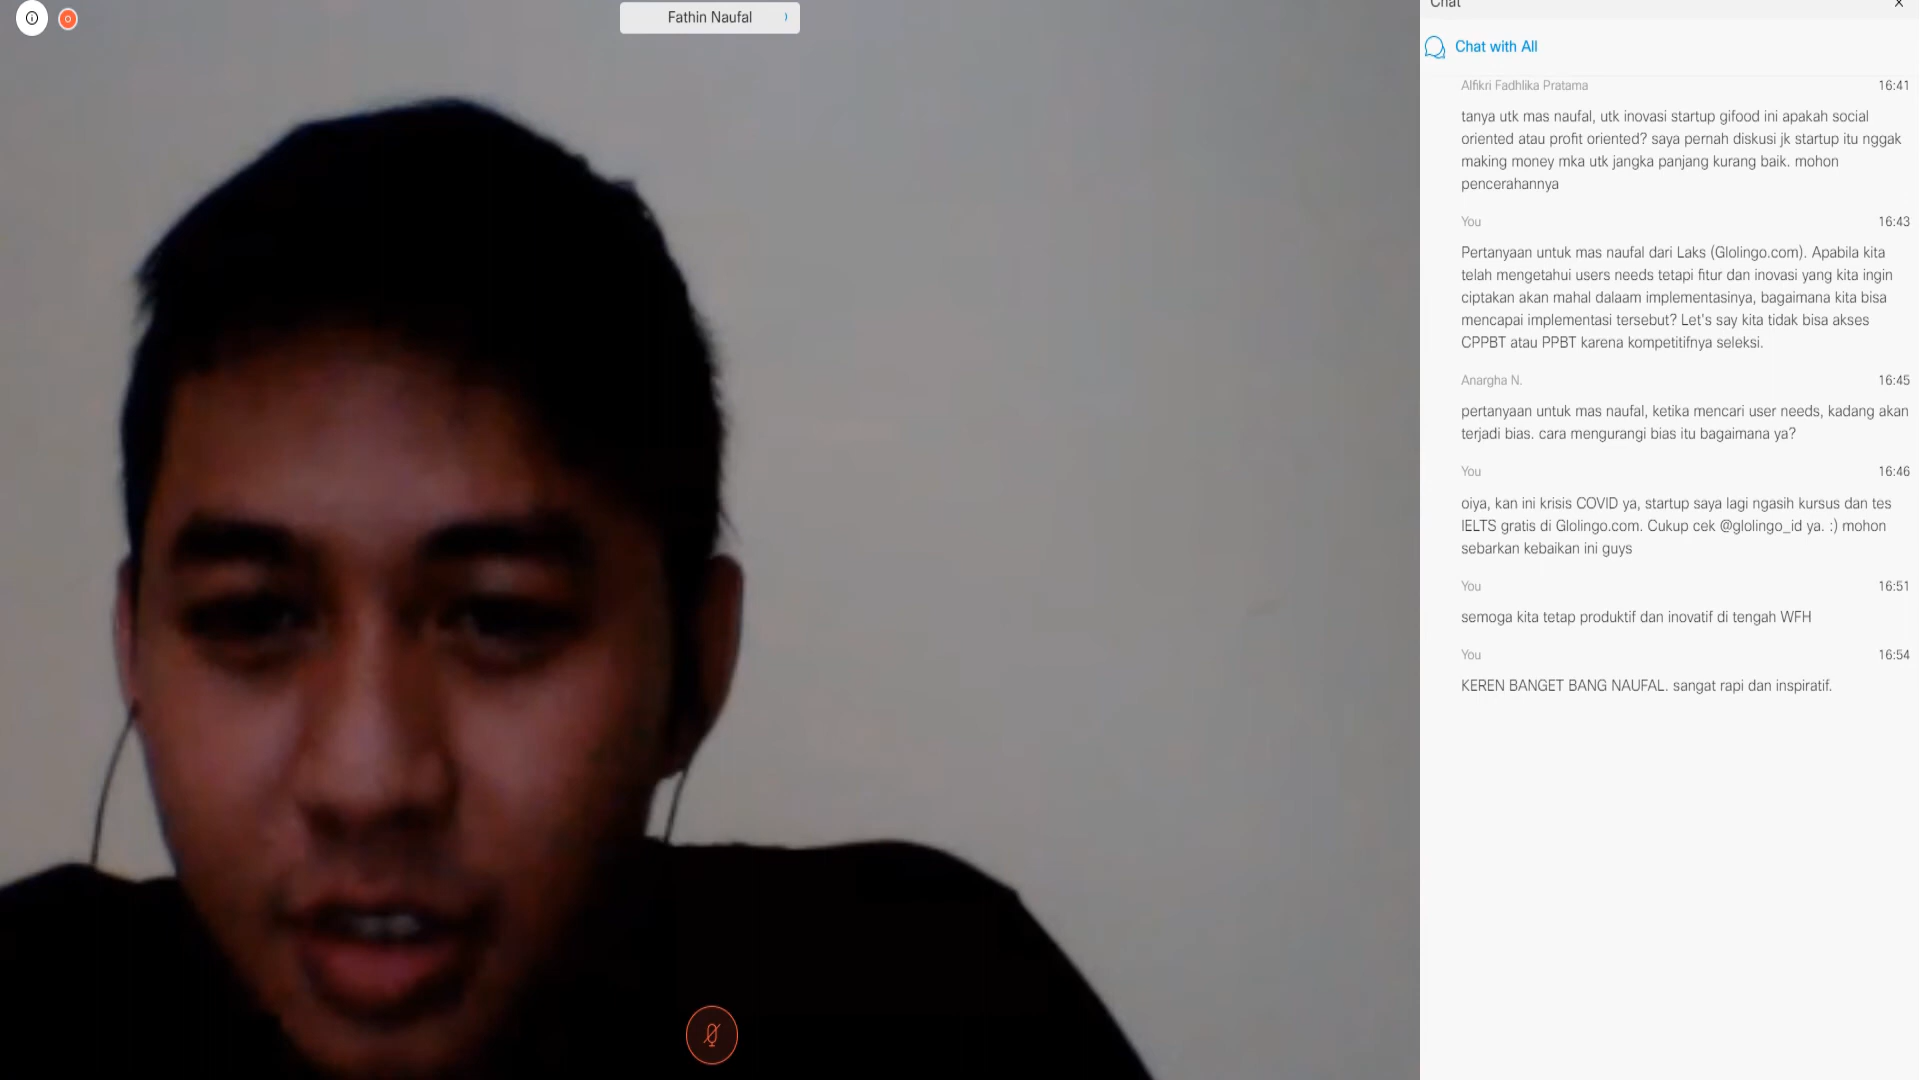 Fathin Naufal
Chat
Chat with All
Alfikri Fadhlika Pratama 16:41
tanya utk mas naufal, utk inovasi startup gifood ini apakah social
oriented atau profit oriented? saya pernah diskusi jk startup itu nggak
making money mka utk jangka panjang kurang baik. mohon
pencerahannya
You 16:43
Pertanyaan untuk mas naufal dari Laks (Glolingo.com). Apabila kita
telah mengetahui users needs tetapi fitur dan inovasi yang kita ingin
ciptakan akan mahal dalaam implementasinya, bagaimana kita bisa
mencapai implementasi tersebut? Let's say kita tidak bisa akses
CPPBT atau PPBT karena kompetitifnya seleksi.
Anargha N. 16:45
pertanyaan untuk mas naufal, ketika mencari user needs, kadang akan
terjadi bias. cara mengurangi bias itu bagaimana ya?
You 16:46
oiya, kan ini krisis COVID ya, startup saya lagi ngasih kursus dan tes
IELTS gratis di Glolingo.com. Cukup cek @glolingo_id ya. :) mohon
sebarkan kebaikan ini guys
You 16:51
semoga kita tetap produktif dan inovatif di tengah WFH
You 16:54
KEREN BANGET BANG NAUFAL. sangat rapi dan inspiratif.